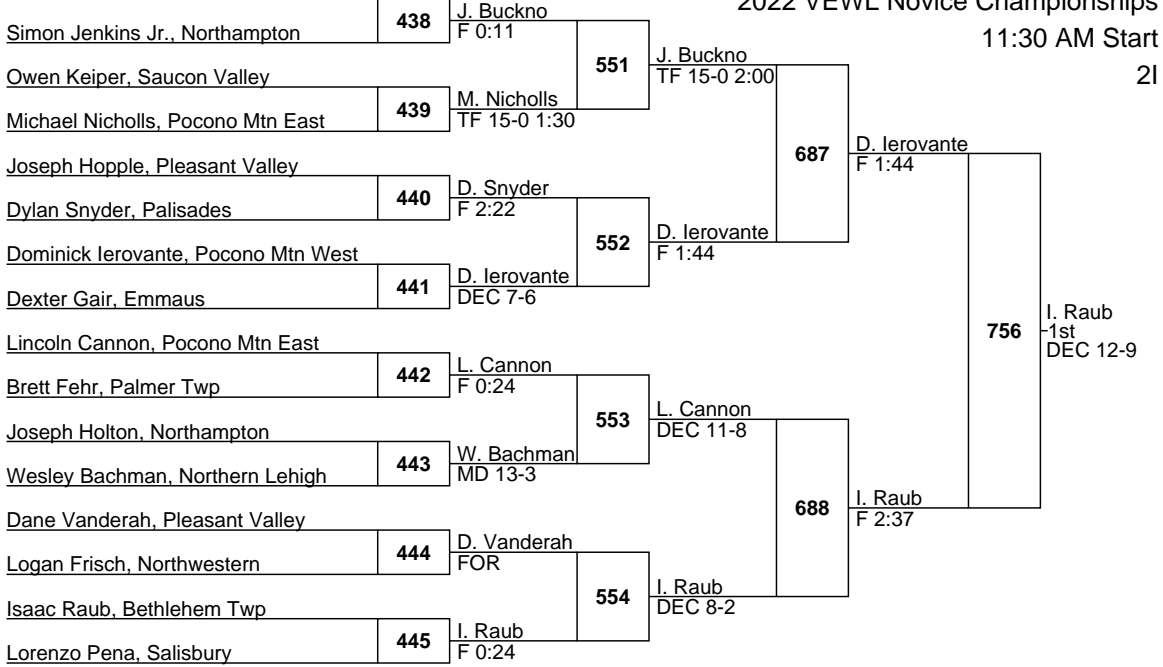 2022 VEWL Novice Championships
11:30 AM Start
2I
Simon Jenkins Jr., Northampton
438
J. Buckno
F 0:11
Owen Keiper, Saucon Valley
Michael Nicholls, Pocono Mtn East
439
M. Nicholls
TF 15-0 1:30
551
J. Buckno
TF 15-0 2:00
Joseph Hopple, Pleasant Valley
Dylan Snyder, Palisades
440
D. Snyder
F 2:22
Dominick Ierovante, Pocono Mtn West
Dexter Gair, Emmaus
441
D. Ierovante
DEC 7-6
552
D. Ierovante
F 1:44
687
D. Ierovante
F 1:44
Lincoln Cannon, Pocono Mtn East
Brett Fehr, Palmer Twp
442
L. Cannon
F 0:24
Joseph Holton, Northampton
Wesley Bachman, Northern Lehigh
443
W. Bachman
MD 13-3
553
L. Cannon
DEC 11-8
Dane Vanderah, Pleasant Valley
Logan Frisch, Northwestern
444
D. Vanderah
FOR
Isaac Raub, Bethlehem Twp
Lorenzo Pena, Salisbury
445
I. Raub
F 0:24
554
I. Raub
DEC 8-2
688
I. Raub
F 2:37
756
I. Raub
1st
DEC 12-9